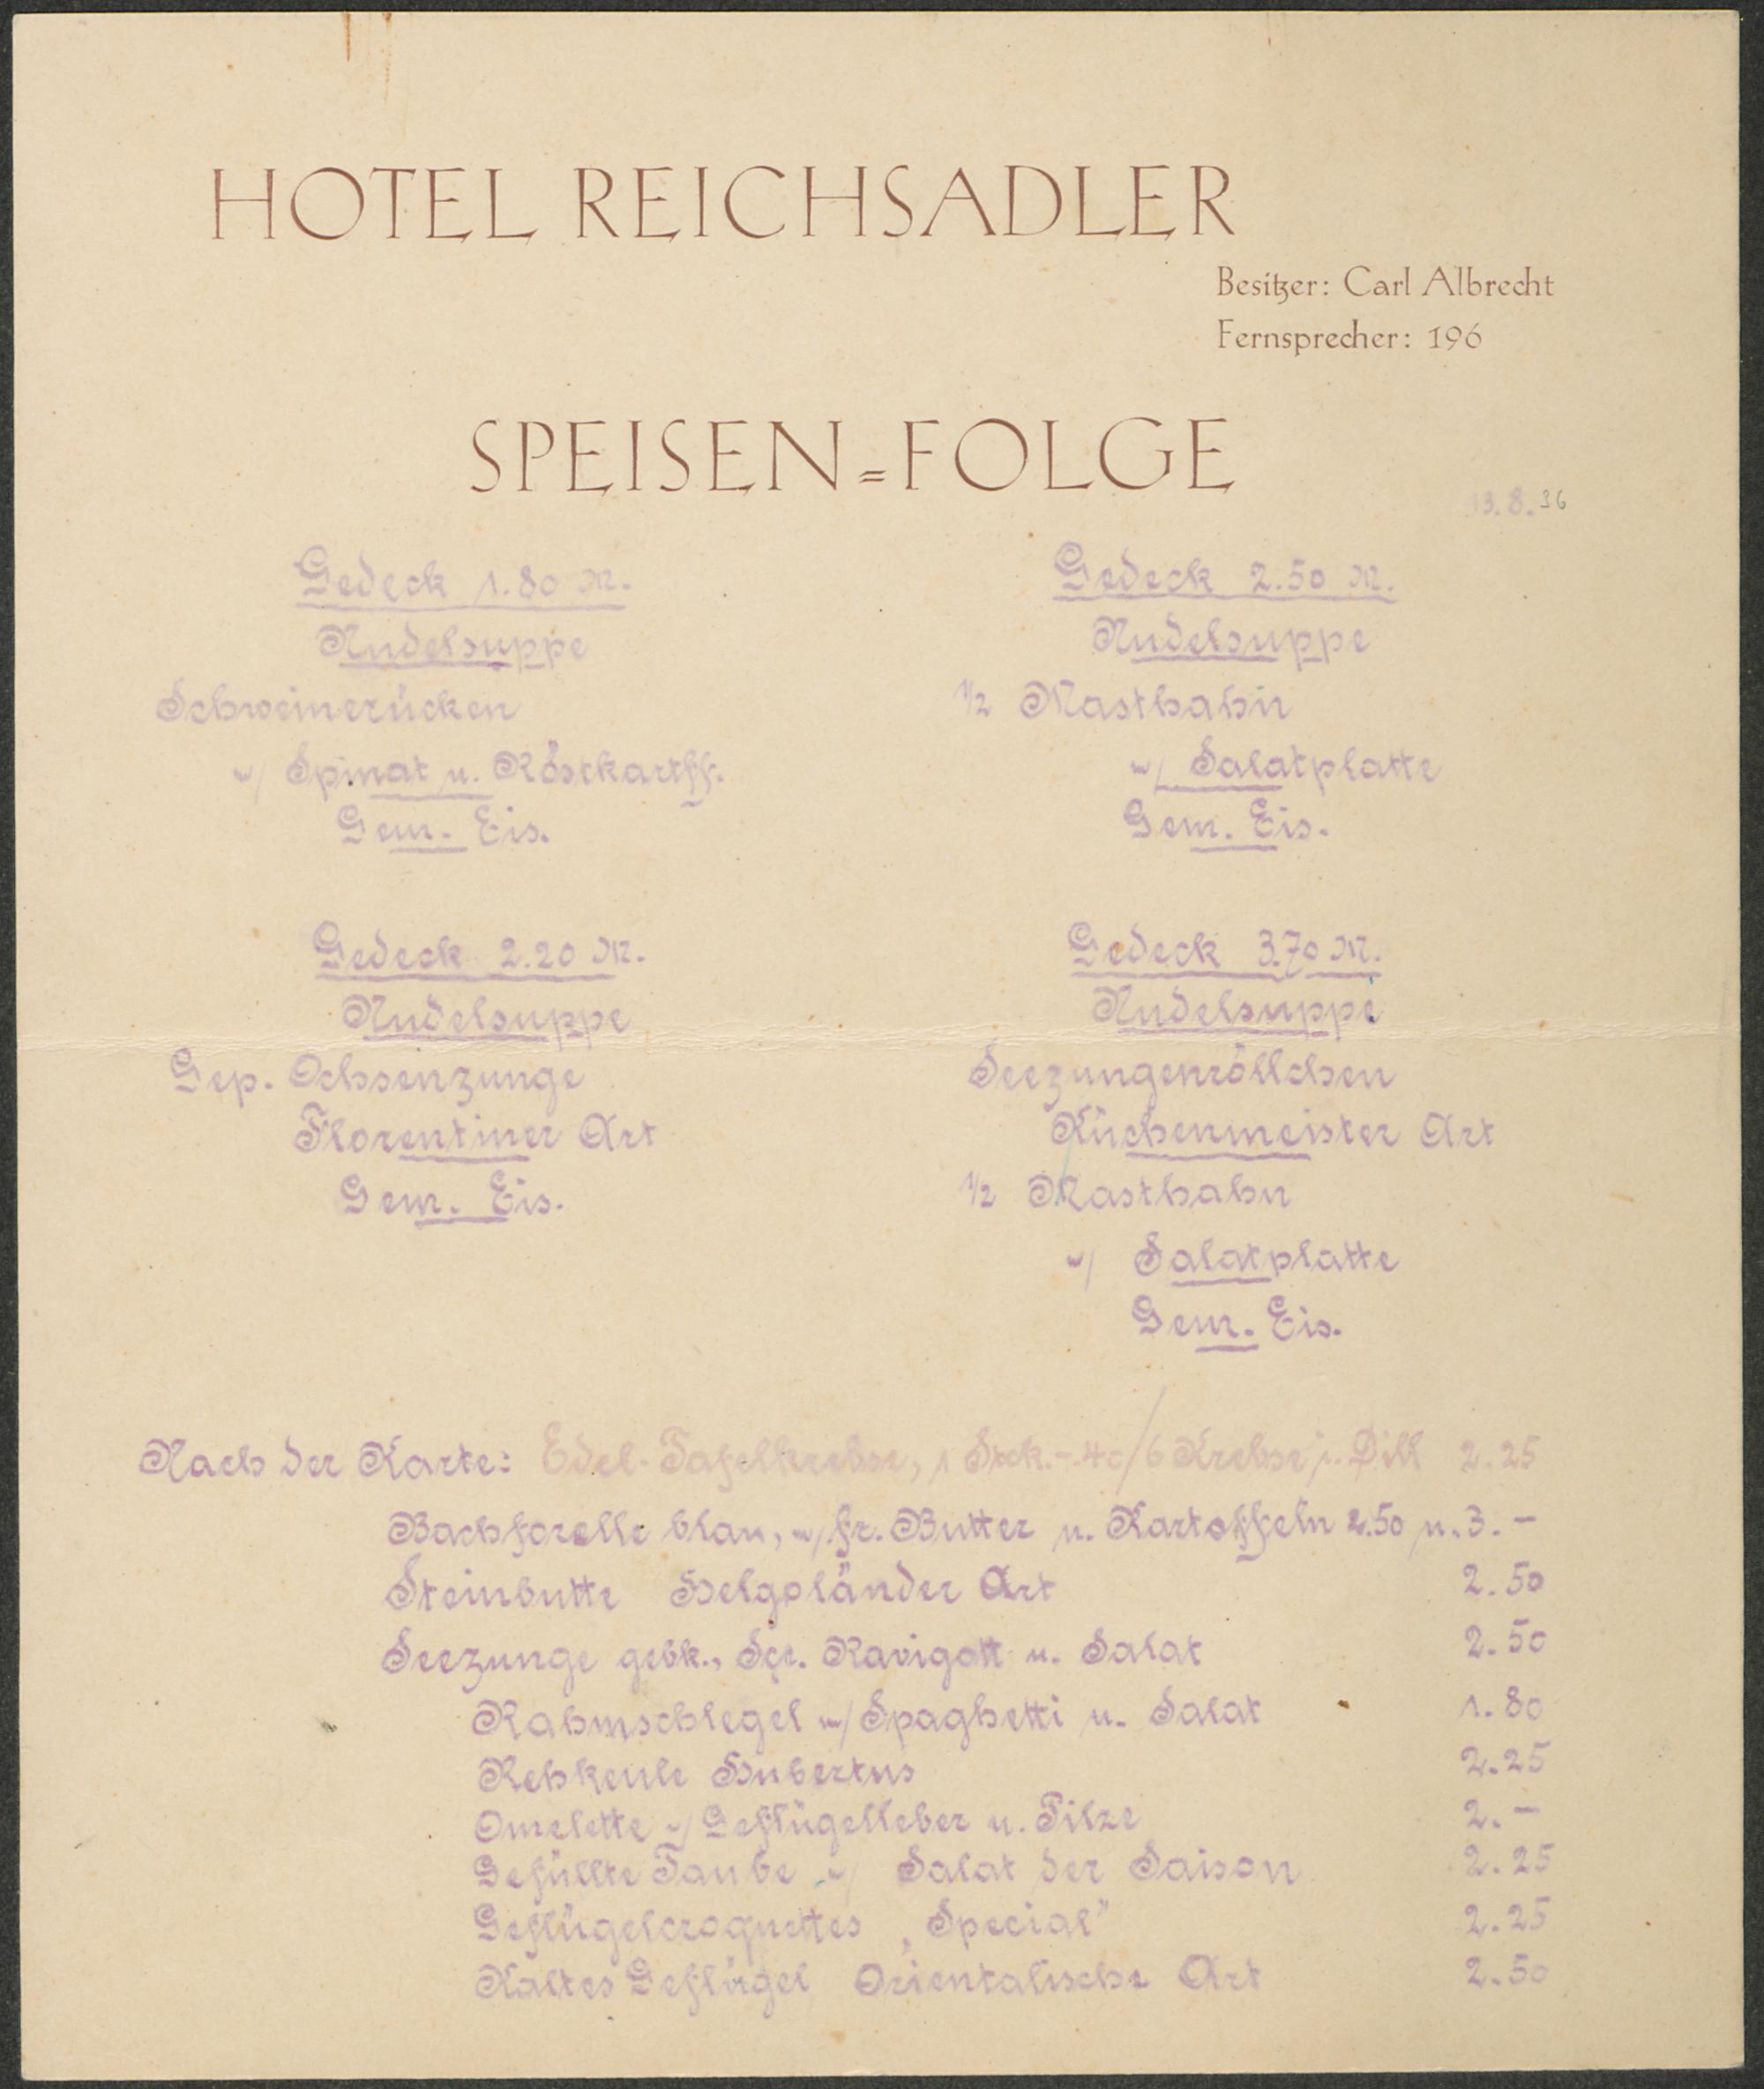 HOTEL REICHSADLER
Besitzer: Carl Albrecht
Fernsprecher: 196
SPEISEN=FOLGE
13.8.36
Gedeck 1.80 M.
Nudelsuppe
Schweinerücken
m/ Spinat u. Röstkartff.
Gem. Eis.
Gedeck 2.50 M.
Nudelsuppe
1/2 Masthahn
m/ Salatplatte
Gem. Eis.
Gedeck 2.20 M.
Nudelsuppe
Gep. Ochsenzunge
Florentiner Art
Gem. Eis.
Gedeck 3.70 M.
Nudelsuppe
Seezungenröllchen
Küchenmeister Art
1/2 Masthahn
m/ Salatplatte
Gem. Eis.
Nach der Karte: Edel-Tafelkrebse, 1 Stck. -.40/6 Krebse i. Dill 2.25
Bachforelle blau, m/ fr. Butter u. Kartoffeln 2.50 u. 3.-
Steinbutte Helgoländer Art 2.50
Seezunge gebk., Sce. Ravigott u. Salat 2.50
Rahmschlegel m/ Spaghetti u. Salat 1.80
Rehkeule Hubertus 2.25
Omelette m/ Geflügelleber u. Pilze 2.-
Gefüllte Taube m/ Salat der Saison 2.25
Geflügelcroquettes „Special" 2.25
Kaltes Geflügel Orientalische Art 2.50